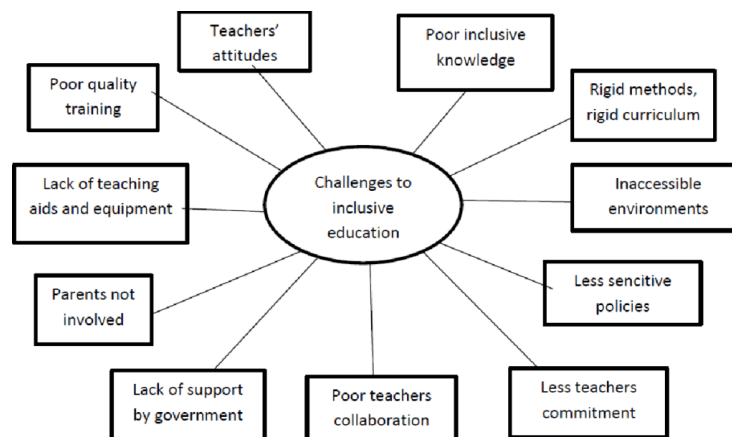 Teachers'
attitudes
Poor inclusive
knowledge
Poor quality
training
Rigid methods,
rigid curriculum
Challenges to
inclusive
education
Lack of teaching
aids and equipment
Inaccessible
environments
Parents not
involved
Less sencitive
policies
Lack of support
by government
Poor teachers
collaboration
Less teachers
commitment